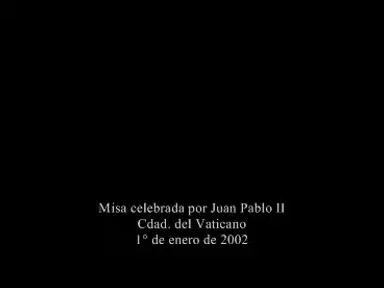 Misa celebrada por Juan Pablo II
Cdad. del Vaticano
1° de enero de 2002